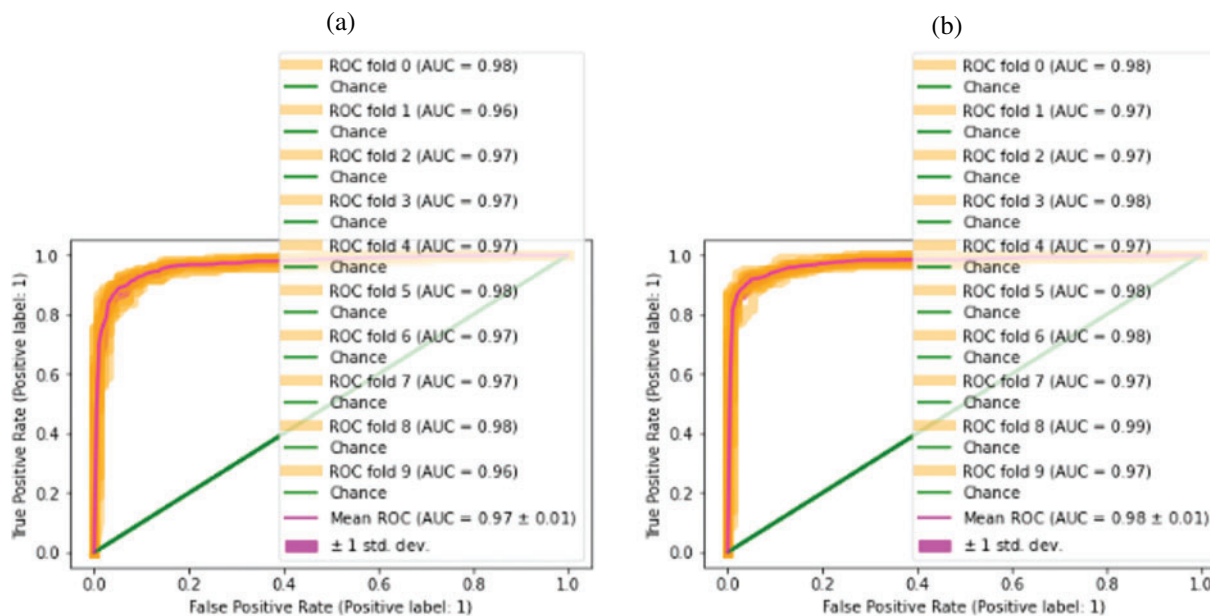 (a)
ROC fold 0 (AUC = 0.98)
Chance
ROC fold 1 (AUC = 0.96)
Chance
ROC fold 2 (AUC = 0.97)
Chance
ROC fold 3 (AUC = 0.97)
Chance
ROC fold 4 (AUC = 0.97)
Chance
ROC fold 5 (AUC = 0.98)
Chance
ROC fold 6 (AUC = 0.97)
Chance
ROC fold 7 (AUC = 0.97)
Chance
ROC fold 8 (AUC = 0.98)
Chance
ROC fold 9 (AUC = 0.96)
Chance
Mean ROC (AUC = 0.97 ± 0.01)
± 1 std. dev.
True Positive Rate (Positive label: 1)
1.0
0.8
0.6
0.4
0.2
0.0
0.0 0.2 0.4 0.6 0.8 1.0
False Positive Rate (Positive label: 1)
(b)
ROC fold 0 (AUC = 0.98)
Chance
ROC fold 1 (AUC = 0.97)
Chance
ROC fold 2 (AUC = 0.97)
Chance
ROC fold 3 (AUC = 0.98)
Chance
ROC fold 4 (AUC = 0.97)
Chance
ROC fold 5 (AUC = 0.98)
Chance
ROC fold 6 (AUC = 0.98)
Chance
ROC fold 7 (AUC = 0.97)
Chance
ROC fold 8 (AUC = 0.99)
Chance
ROC fold 9 (AUC = 0.97)
Chance
Mean ROC (AUC = 0.98 ± 0.01)
± 1 std. dev.
True Positive Rate (Positive label: 1)
1.0
0.8
0.6
0.4
0.2
0.0
0.0 0.2 0.4 0.6 0.8 1.0
False Positive Rate (Positive label: 1)